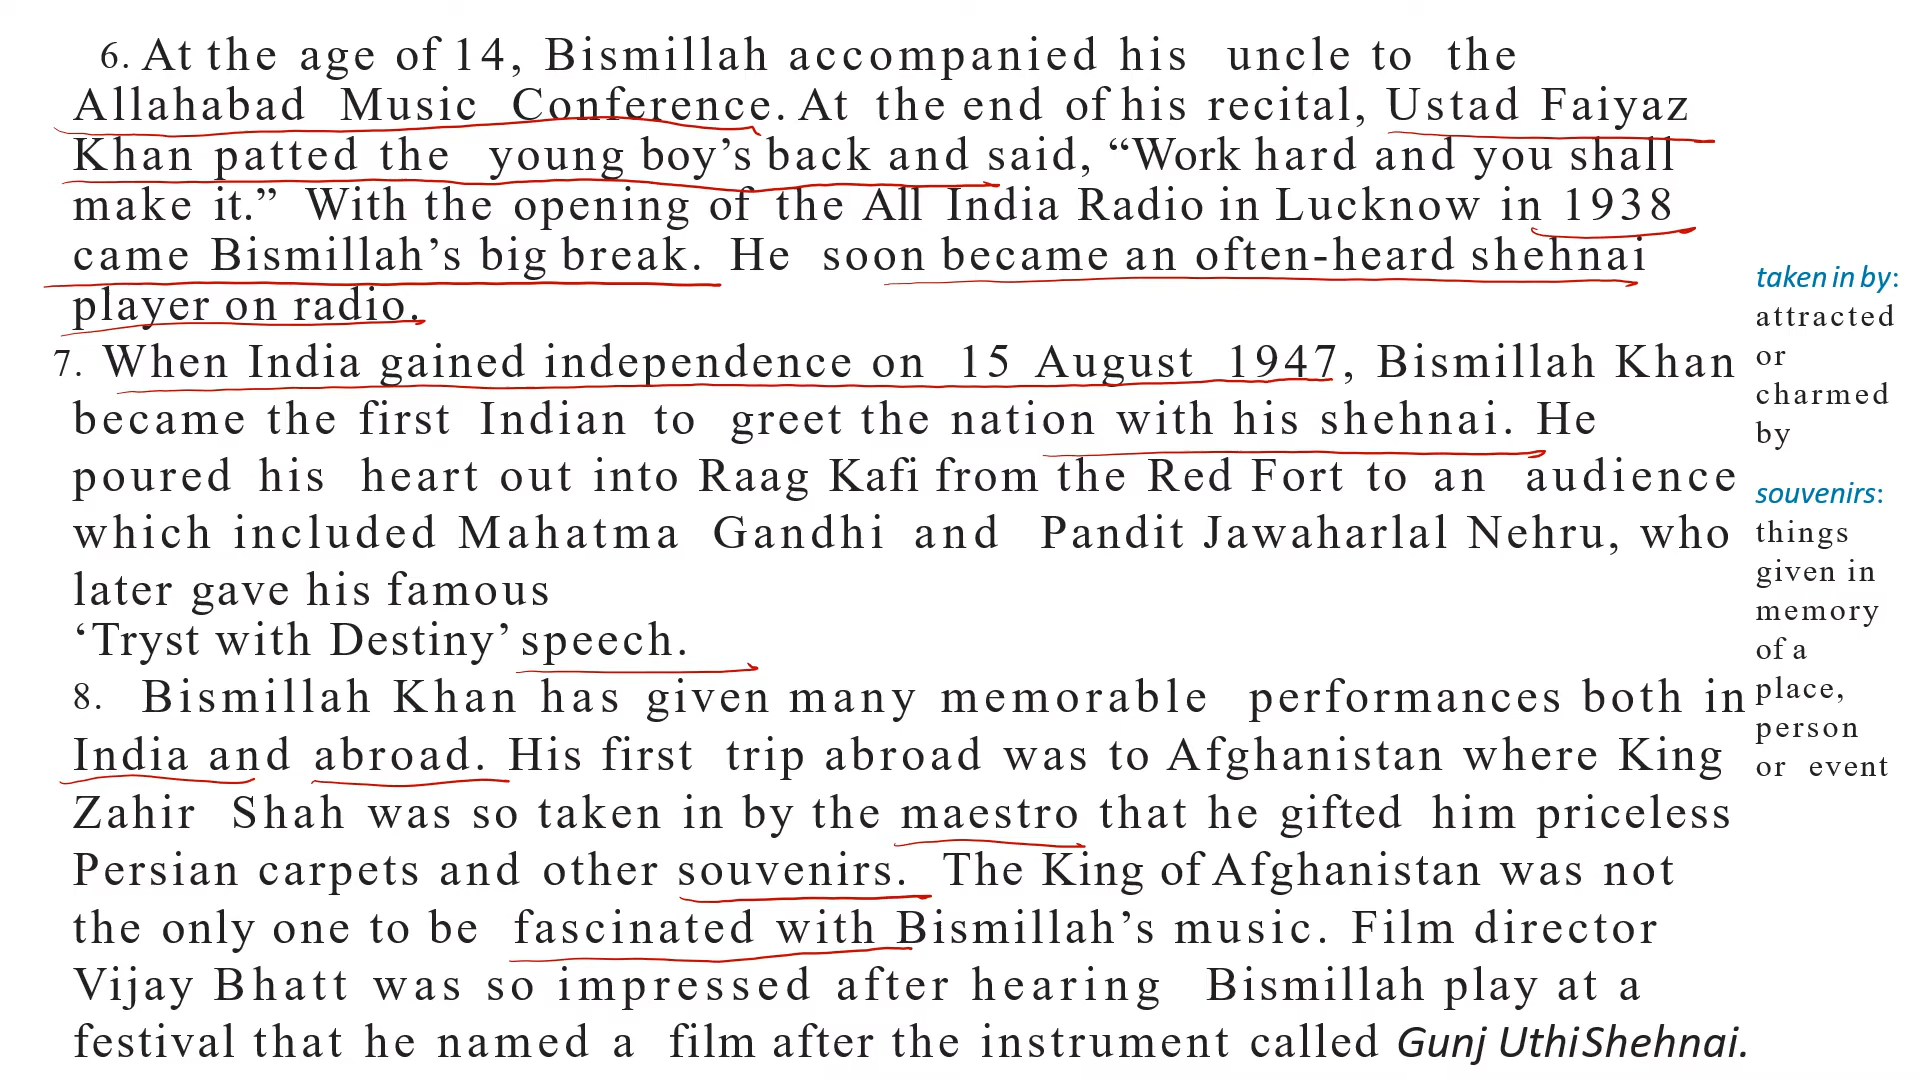 6. At the age of 14, Bismillah accompanied his uncle to the
Allahabad Music Conference. At the end of his recital, Ustad Faiyaz
Khan patted the young boy’s back and said, “Work hard and you shall
make it.” With the opening of the All India Radio in Lucknow in 1938
came Bismillah’s big break. He soon became an often-heard shehnai
player on radio.
7. When India gained independence on 15 August 1947, Bismillah Khan
became the first Indian to greet the nation with his shehnai. He
poured his heart out into Raag Kafi from the Red Fort to an audience
which included Mahatma Gandhi and Pandit Jawaharlal Nehru, who
later gave his famous
‘Tryst with Destiny’ speech.
8. Bismillah Khan has given many memorable performances both in
India and abroad. His first trip abroad was to Afghanistan where King
Zahir Shah was so taken in by the maestro that he gifted him priceless
Persian carpets and other souvenirs. The King of Afghanistan was not
the only one to be fascinated with Bismillah’s music. Film director
Vijay Bhatt was so impressed after hearing Bismillah play at a
festival that he named a film after the instrument called Gunj Uthi Shehnai.
taken in by:
attracted
or
charmed
by
souvenirs:
things
given in
memory
of a
place,
person
or event